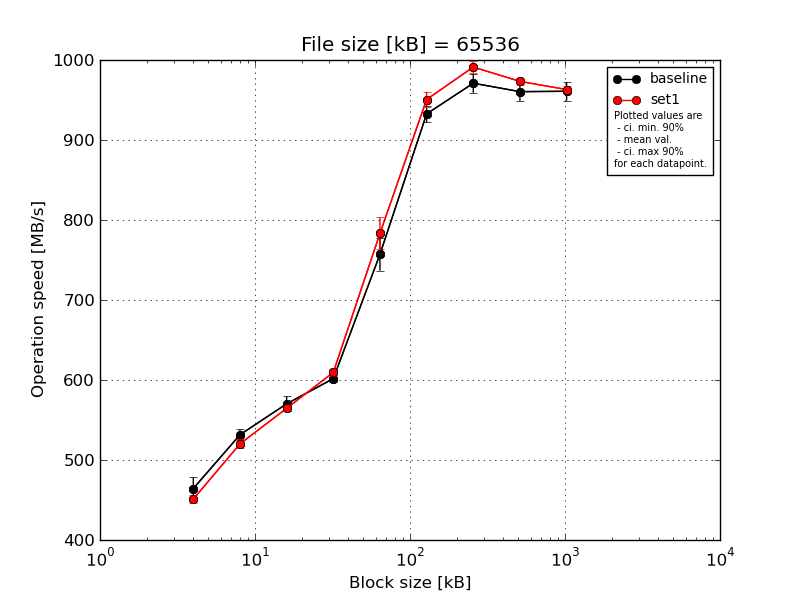 File size [kB] = 65536
1000
900
800
700
600
500
400
Operation speed [MB/s]
baseline
set1
Plotted values are
- ci. min. 90%
- mean val.
- ci. max 90%
for each datapoint.
10⁰ 10¹ 10² 10³ 10⁴
Block size [kB]